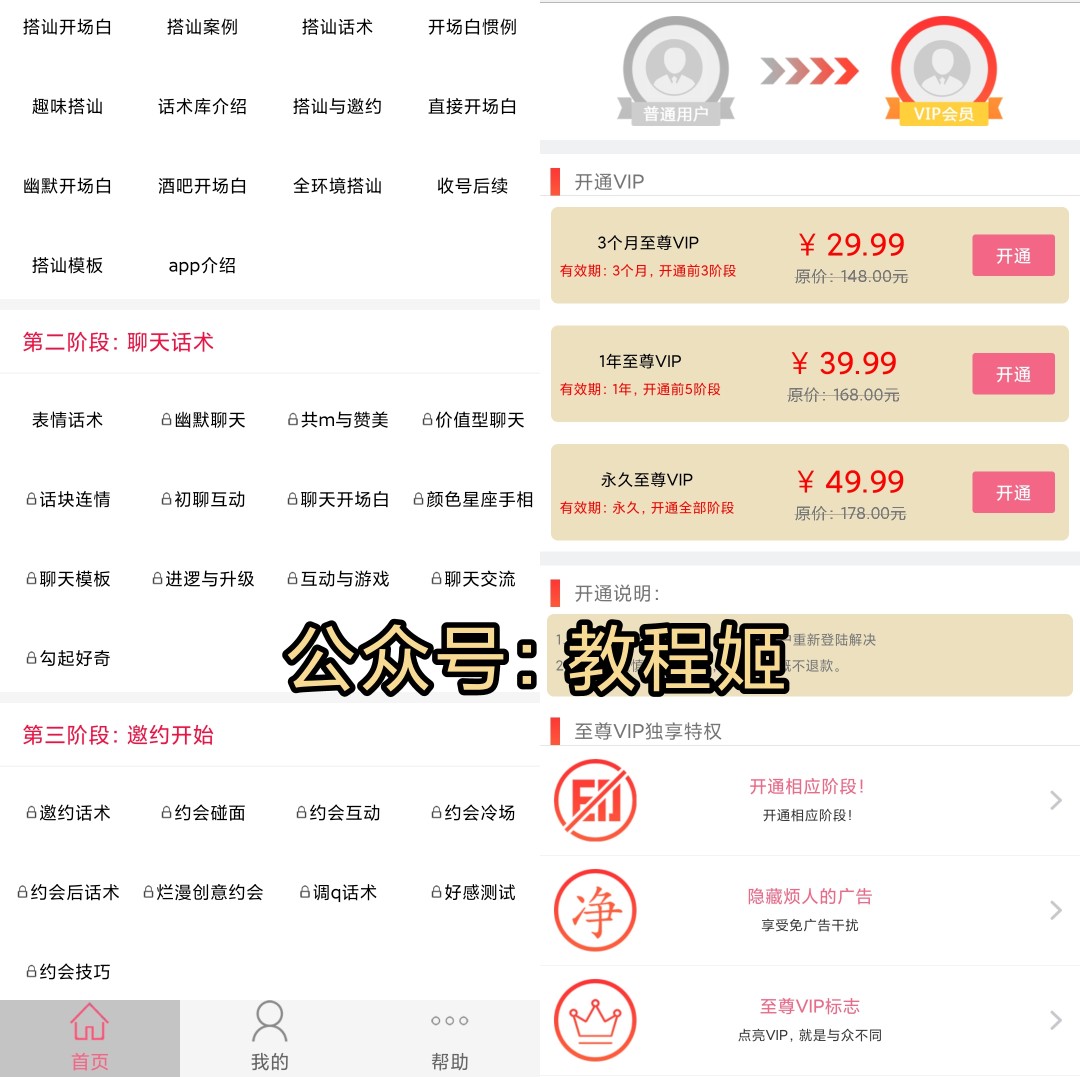 搭讪开场白 搭讪案例 搭讪话术 开场白惯例
趣味搭讪 话术库介绍 搭讪与邀约 直接开场白
幽默开场白 酒吧开场白 全环境搭讪 收号后续
搭讪模板 app介绍
第二阶段：聊天话术
表情话术 幽默聊天 共m与赞美 价值型聊天
话块连情 初聊互动 聊天开场白 颜色星座手相
聊天模板 进逻与升级 互动与游戏 聊天交流
勾起好奇
第三阶段：邀约开始
邀约话术 约会碰面 约会互动 约会冷场
约会后话术 烂漫创意约会 调q话术 好感测试
约会技巧
首页 我的 帮助
普通用户 VIP会员
开通VIP
3个月至尊VIP
有效期：3个月，开通前3阶段
￥ 29.99
原价：148.00元
开通
1年至尊VIP
有效期：1年，开通前5阶段
￥ 39.99
原价：168.00元
开通
永久至尊VIP
有效期：永久，开通全部阶段
￥ 49.99
原价：178.00元
开通
开通说明：
1 重新登陆解决
2 不退款。
公众号：教程姬
至尊VIP独享特权
开通相应阶段！
开通相应阶段！
净
隐藏烦人的广告
享受免广告干扰
至尊VIP标志
点亮VIP，就是与众不同